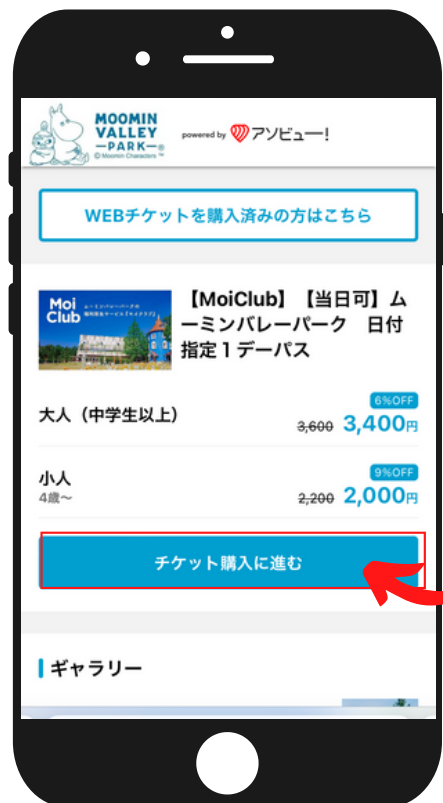 MOOMIN
VALLEY
—PARK—®
© Moomin Characters ™
powered by アソビュー!
WEBチケットを購入済みの方はこちら
Moi
Club
【MoiClub】【当日可】ム
ーミンバレーパーク 日付
指定1デーパス
6%OFF
大人（中学生以上）
3,600 3,400円
9%OFF
小人
4歳〜
2,200 2,000円
チケット購入に進む
ギャラリー